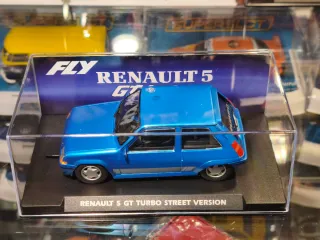 FLY
RENAULT 5
GT
RENAULT 5 GT TURBO STREET VERSION